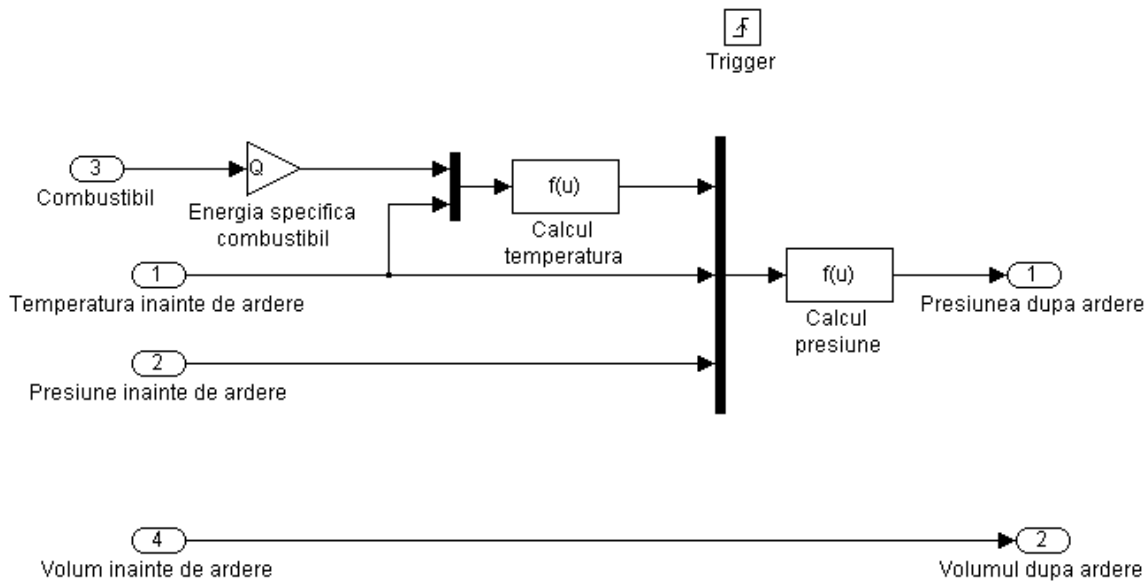 Trigger
3
Combustibil
Q
Energia specifica
combustibil
f(u)
Calcul
temperatura
1
Temperatura inainte de ardere
f(u)
Calcul
presiune
1
Presiunea dupa ardere
2
Presiune inainte de ardere
4
Volum inainte de ardere
2
Volumul dupa ardere